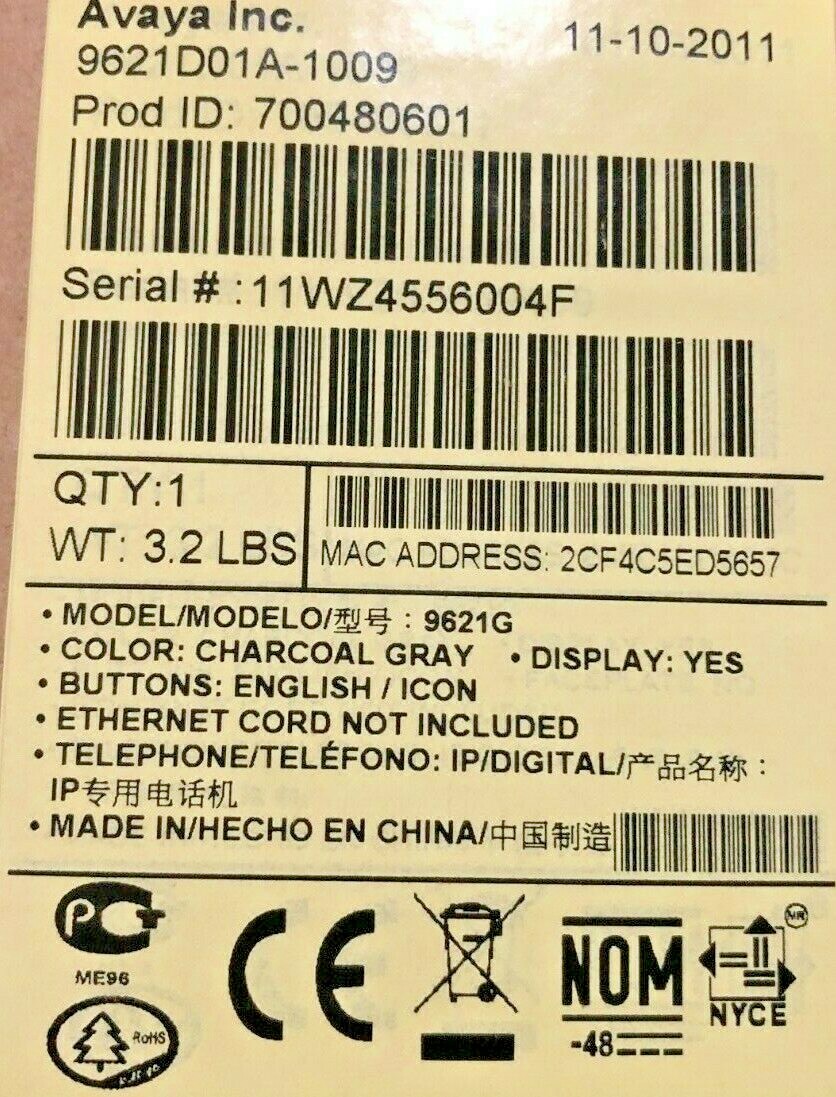 Avaya Inc.
11-10-2011
9621D01A-1009
Prod ID: 700480601
Serial # : 11WZ4556004F
QTY:1
WT: 3.2 LBS
MAC ADDRESS: 2CF4C5ED5657
• MODEL/MODELO/型号：9621G
• COLOR: CHARCOAL GRAY • DISPLAY: YES
• BUTTONS: ENGLISH / ICON
• ETHERNET CORD NOT INCLUDED
• TELEPHONE/TELÉFONO: IP/DIGITAL/产品名称：
IP专用电话机
• MADE IN/HECHO EN CHINA/中国制造
PCT
ME96
RoHS
CE
NOM
-48
NYCE
MR